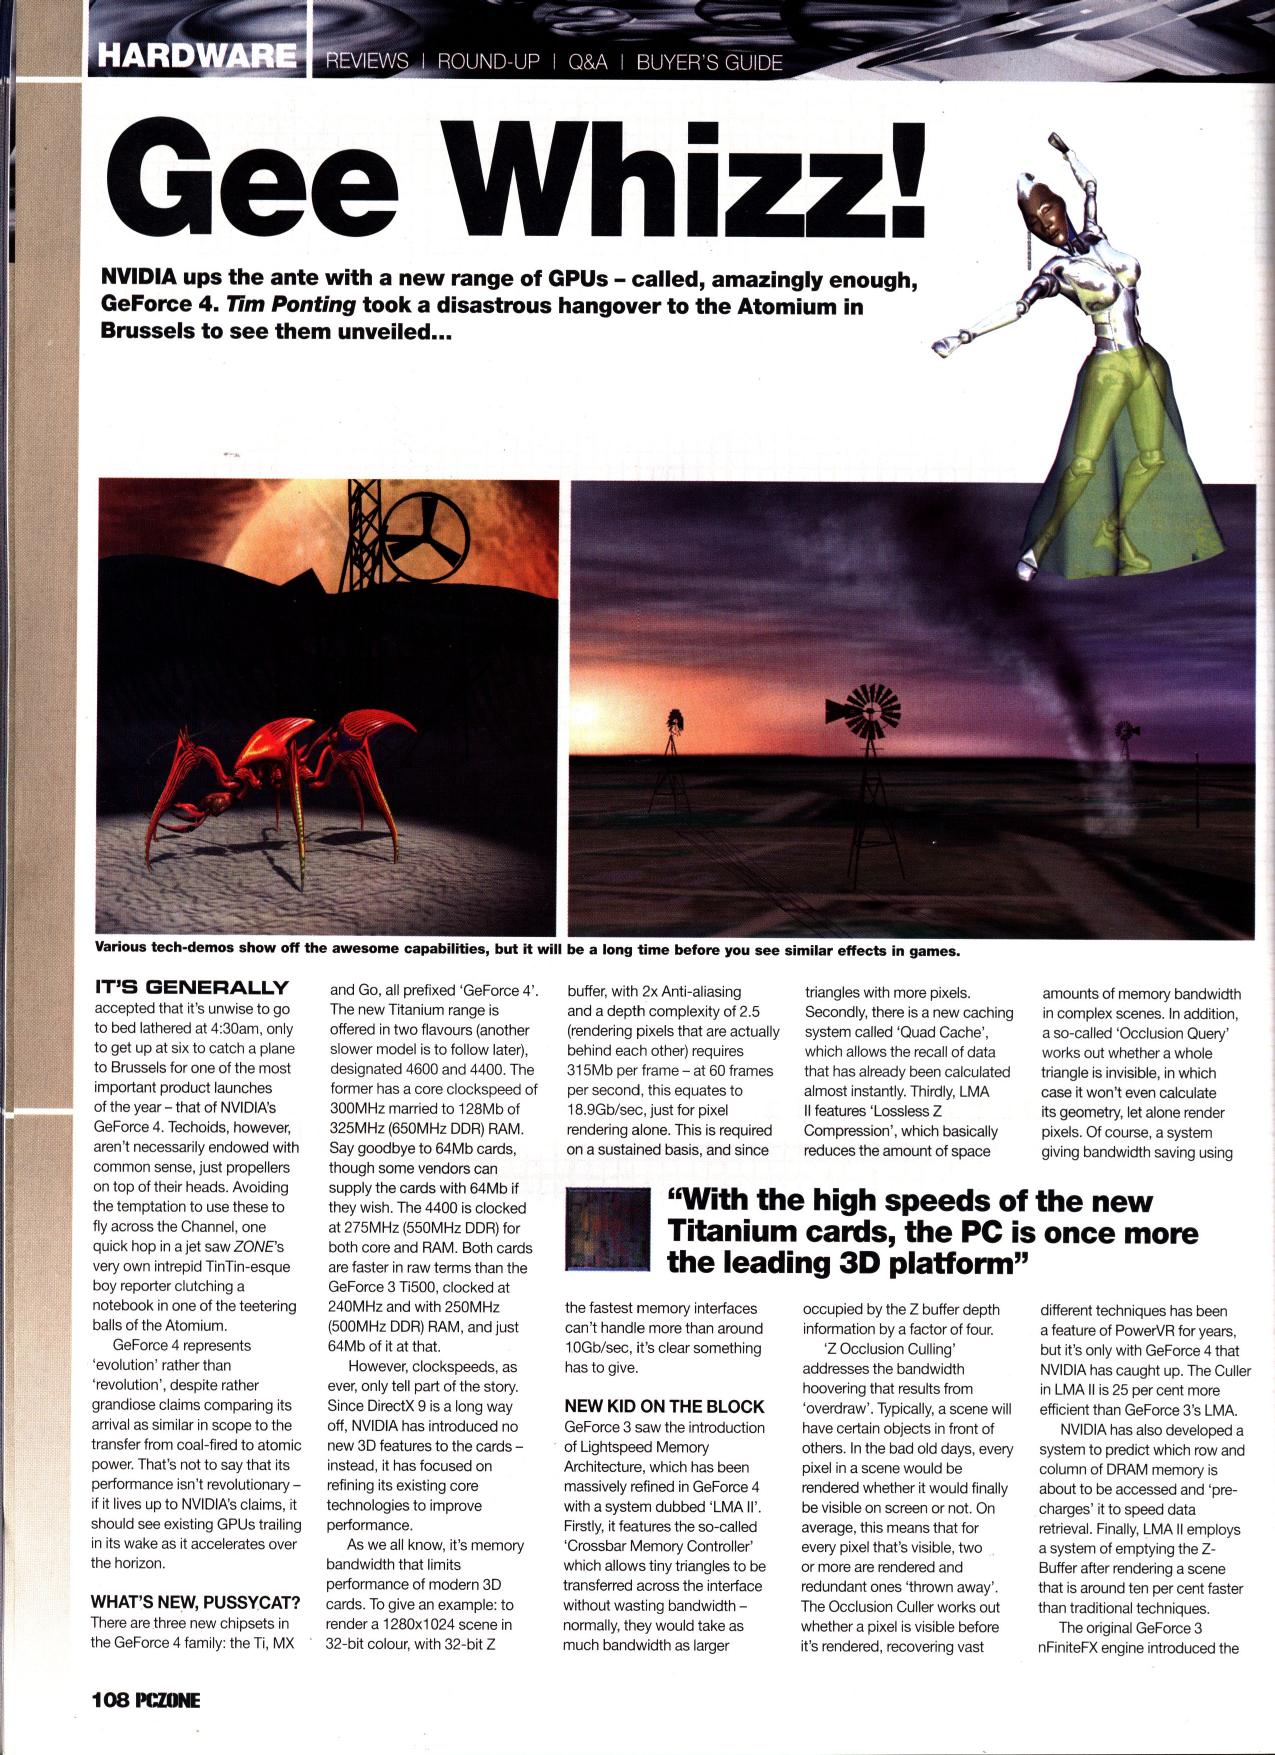 HARDWARE
REVIEWS | ROUND-UP | Q&A | BUYER'S GUIDE
Gee Whizz!
NVIDIA ups the ante with a new range of GPUs – called, amazingly enough,
GeForce 4. Tim Ponting took a disastrous hangover to the Atomium in
Brussels to see them unveiled...
Various tech-demos show off the awesome capabilities, but it will be a long time before you see similar effects in games.
IT'S GENERALLY
accepted that it's unwise to go
to bed lathered at 4:30am, only
to get up at six to catch a plane
to Brussels for one of the most
important product launches
of the year – that of NVIDIA's
GeForce 4. Techoids, however,
aren't necessarily endowed with
common sense, just propellers
on top of their heads. Avoiding
the temptation to use these to
fly across the Channel, one
quick hop in a jet saw ZONE's
very own intrepid TinTin-esque
boy reporter clutching a
notebook in one of the teetering
balls of the Atomium.
GeForce 4 represents
'evolution' rather than
'revolution', despite rather
grandiose claims comparing its
arrival as similar in scope to the
transfer from coal-fired to atomic
power. That's not to say that its
performance isn't revolutionary –
if it lives up to NVIDIA's claims, it
should see existing GPUs trailing
in its wake as it accelerates over
the horizon.
WHAT'S NEW, PUSSYCAT?
There are three new chipsets in
the GeForce 4 family: the Ti, MX
and Go, all prefixed 'GeForce 4'.
The new Titanium range is
offered in two flavours (another
slower model is to follow later),
designated 4600 and 4400. The
former has a core clockspeed of
300MHz married to 128Mb of
325MHz (650MHz DDR) RAM.
Say goodbye to 64Mb cards,
though some vendors can
supply the cards with 64Mb if
they wish. The 4400 is clocked
at 275MHz (550MHz DDR) for
both core and RAM. Both cards
are faster in raw terms than the
GeForce 3 Ti500, clocked at
240MHz and with 250MHz
(500MHz DDR) RAM, and just
64Mb of it at that.
However, clockspeeds, as
ever, only tell part of the story.
Since DirectX 9 is a long way
off, NVIDIA has introduced no
new 3D features to the cards –
instead, it has focused on
refining its existing core
technologies to improve
performance.
As we all know, it's memory
bandwidth that limits
performance of modern 3D
cards. To give an example: to
render a 1280x1024 scene in
32-bit colour, with 32-bit Z
buffer, with 2x Anti-aliasing
and a depth complexity of 2.5
(rendering pixels that are actually
behind each other) requires
315Mb per frame – at 60 frames
per second, this equates to
18.9Gb/sec, just for pixel
rendering alone. This is required
on a sustained basis, and since
the fastest memory interfaces
can't handle more than around
10Gb/sec, it's clear something
has to give.
NEW KID ON THE BLOCK
GeForce 3 saw the introduction
of Lightspeed Memory
Architecture, which has been
massively refined in GeForce 4
with a system dubbed 'LMA II'.
Firstly, it features the so-called
'Crossbar Memory Controller'
which allows tiny triangles to be
transferred across the interface
without wasting bandwidth –
normally, they would take as
much bandwidth as larger
triangles with more pixels.
Secondly, there is a new caching
system called 'Quad Cache',
which allows the recall of data
that has already been calculated
almost instantly. Thirdly, LMA
II features 'Lossless Z
Compression', which basically
reduces the amount of space
occupied by the Z buffer depth
information by a factor of four.
'Z Occlusion Culling'
addresses the bandwidth
hoovering that results from
'overdraw'. Typically, a scene will
have certain objects in front of
others. In the bad old days, every
pixel in a scene would be
rendered whether it would finally
be visible on screen or not. On
average, this means that for
every pixel that's visible, two
or more are rendered and
redundant ones 'thrown away'.
The Occlusion Culler works out
whether a pixel is visible before
it's rendered, recovering vast
amounts of memory bandwidth
in complex scenes. In addition,
a so-called 'Occlusion Query'
works out whether a whole
triangle is invisible, in which
case it won't even calculate
its geometry, let alone render
pixels. Of course, a system
giving bandwidth saving using
different techniques has been
a feature of PowerVR for years,
but it's only with GeForce 4 that
NVIDIA has caught up. The Culler
in LMA II is 25 per cent more
efficient than GeForce 3's LMA.
NVIDIA has also developed a
system to predict which row and
column of DRAM memory is
about to be accessed and 'pre-
charges' it to speed data
retrieval. Finally, LMA II employs
a system of emptying the Z-
Buffer after rendering a scene
that is around ten per cent faster
than traditional techniques.
The original GeForce 3
nFiniteFX engine introduced the
"With the high speeds of the new
Titanium cards, the PC is once more
the leading 3D platform"
108 PCZONE